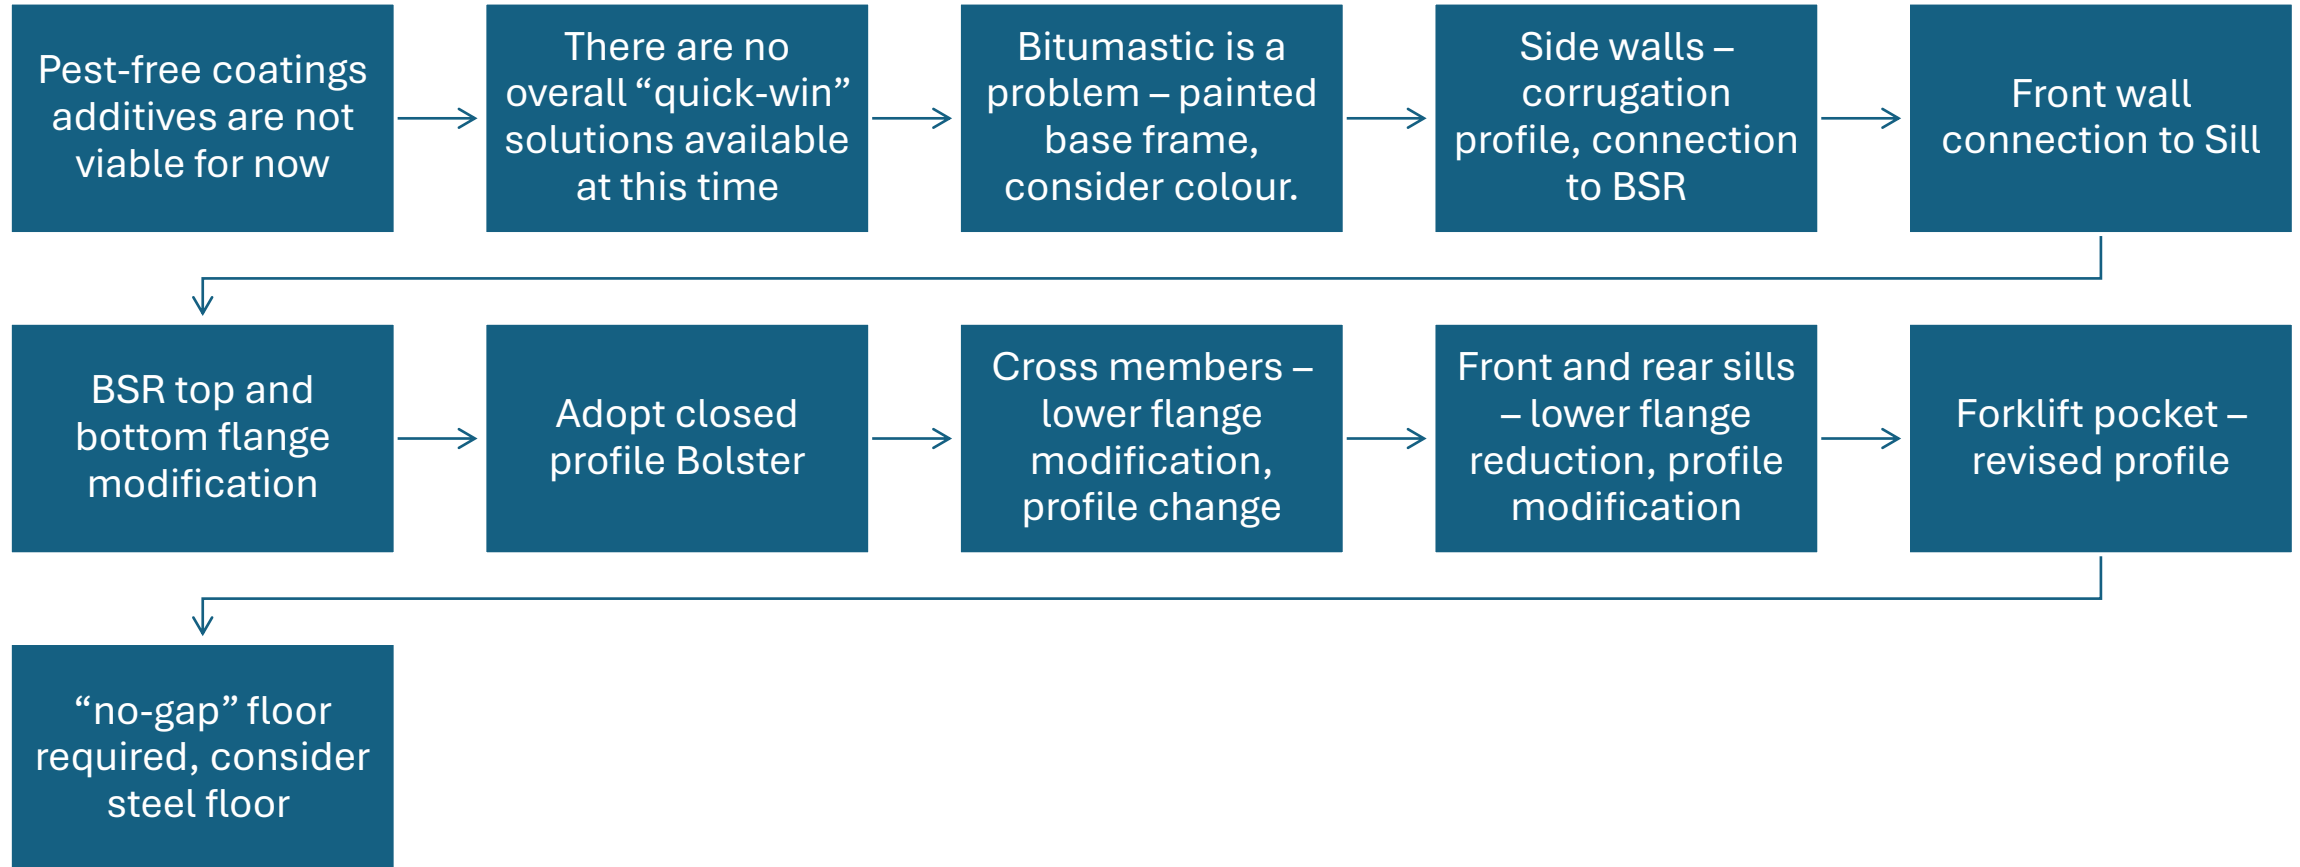 Pest-free coatings
additives are not
viable for now
There are no
overall “quick-win”
solutions available
at this time
Bitumastic is a
problem – painted
base frame,
consider colour.
Side walls –
corrugation
profile, connection
to BSR
Front wall
connection to Sill
BSR top and
bottom flange
modification
Adopt closed
profile Bolster
Cross members –
lower flange
modification,
profile change
Front and rear sills
– lower flange
reduction, profile
modification
Forklift pocket –
revised profile
“no-gap” floor
required, consider
steel floor